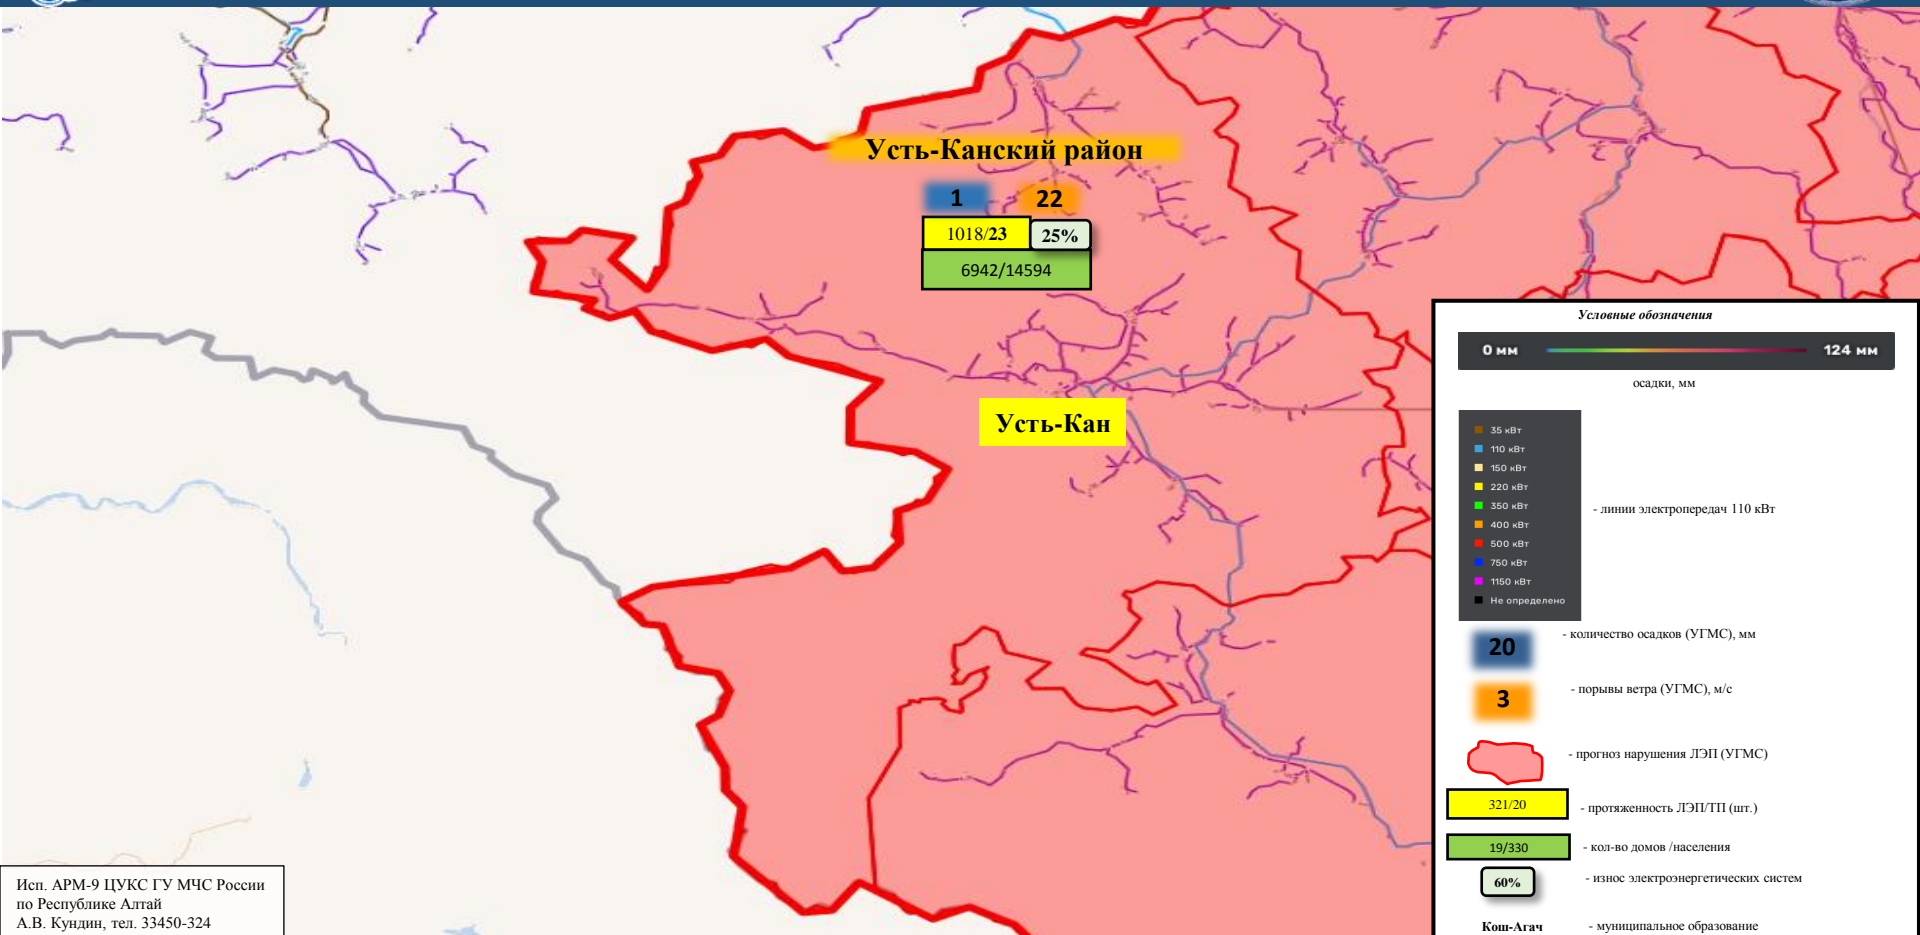 Усть-Канский район
1 22
1018/23 25%
6942/14594
Усть-Кан
Условные обозначения
0 мм 124 мм
осадки, мм
35 кВт
110 кВт
150 кВт
220 кВт
350 кВт
400 кВт
500 кВт
750 кВт
1150 кВт
Не определено
- линии электропередач 110 кВт
20 - количество осадков (УГМС), мм
3 - порывы ветра (УГМС), м/с
- прогноз нарушения ЛЭП (УГМС)
321/20 - протяженность ЛЭП/ТП (шт.)
19/330 - кол-во домов /населения
60% - износ электроэнергетических систем
Кош-Агач - муниципальное образование
Исп. АРМ-9 ЦУКС ГУ МЧС России
по Республике Алтай
А.В. Кундин, тел. 33450-324